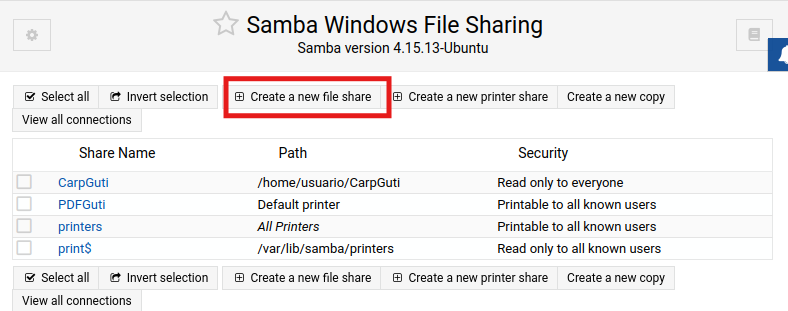 Samba Windows File Sharing
Samba version 4.15.13-Ubuntu
Select all Invert selection Create a new file share Create a new printer share Create a new copy
View all connections
Share Name Path Security
CarpGuti /home/usuario/CarpGuti Read only to everyone
PDFGuti Default printer Printable to all known users
printers All Printers Printable to all known users
print$ /var/lib/samba/printers Read only to all known users
Select all Invert selection Create a new file share Create a new printer share Create a new copy
View all connections